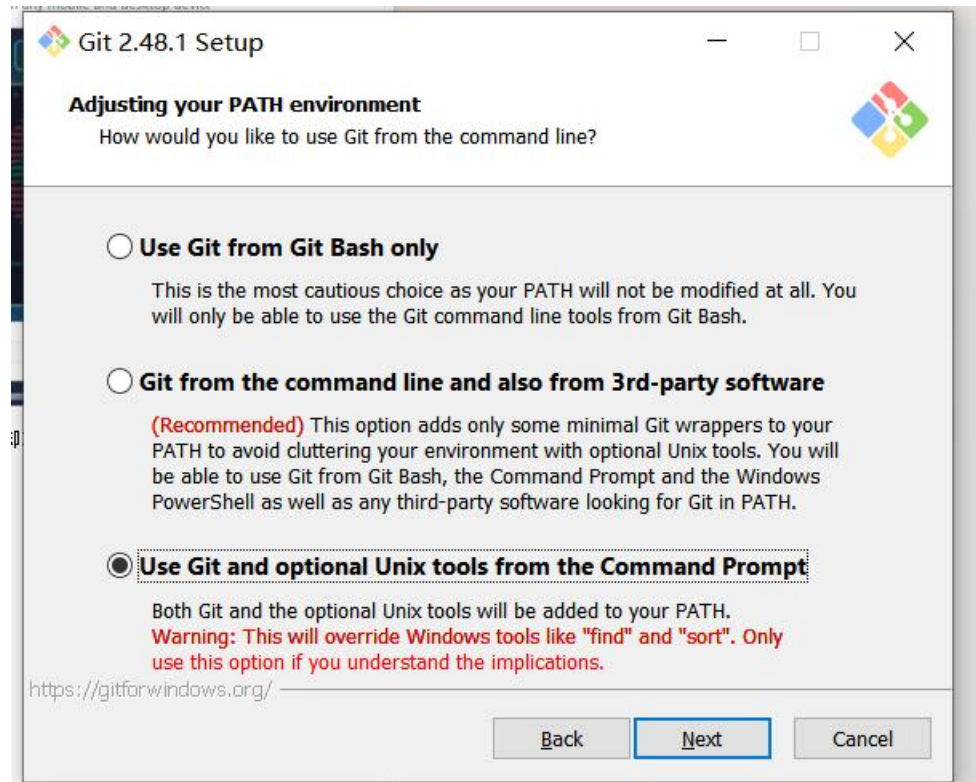 any mobile and desktop device
Git 2.48.1 Setup
Adjusting your PATH environment
How would you like to use Git from the command line?
Use Git from Git Bash only
This is the most cautious choice as your PATH will not be modified at all. You
will only be able to use the Git command line tools from Git Bash.
Git from the command line and also from 3rd-party software
(Recommended) This option adds only some minimal Git wrappers to your
PATH to avoid cluttering your environment with optional Unix tools. You will
be able to use Git from Git Bash, the Command Prompt and the Windows
PowerShell as well as any third-party software looking for Git in PATH.
Use Git and optional Unix tools from the Command Prompt
Both Git and the optional Unix tools will be added to your PATH.
Warning: This will override Windows tools like "find" and "sort". Only
use this option if you understand the implications.
https://gitforwindows.org/
Back
Next
Cancel